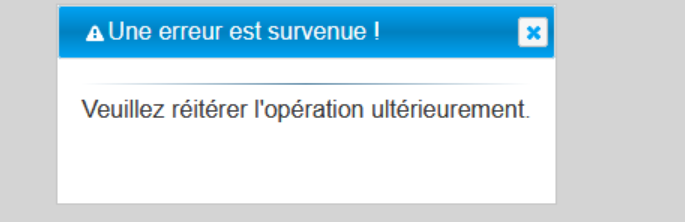 Une erreur est survenue !
Veuillez réitérer l'opération ultérieurement.